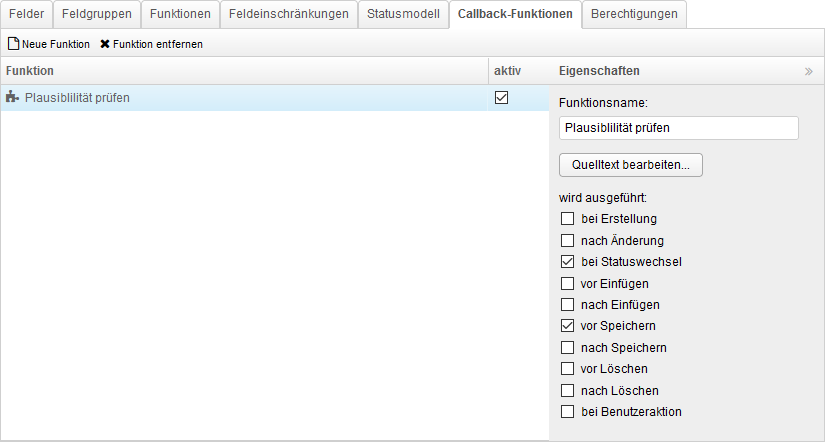 Felder Feldgruppen Funktionen Feldeinschränkungen Statusmodell Callback-Funktionen Berechtigungen
Neue Funktion Funktion entfernen
Funktion aktiv Eigenschaften »
Plausiblilität prüfen
Funktionsname:
Plausiblilität prüfen
Quelltext bearbeiten...
wird ausgeführt:
bei Erstellung
nach Änderung
bei Statuswechsel
vor Einfügen
nach Einfügen
vor Speichern
nach Speichern
vor Löschen
nach Löschen
bei Benutzeraktion